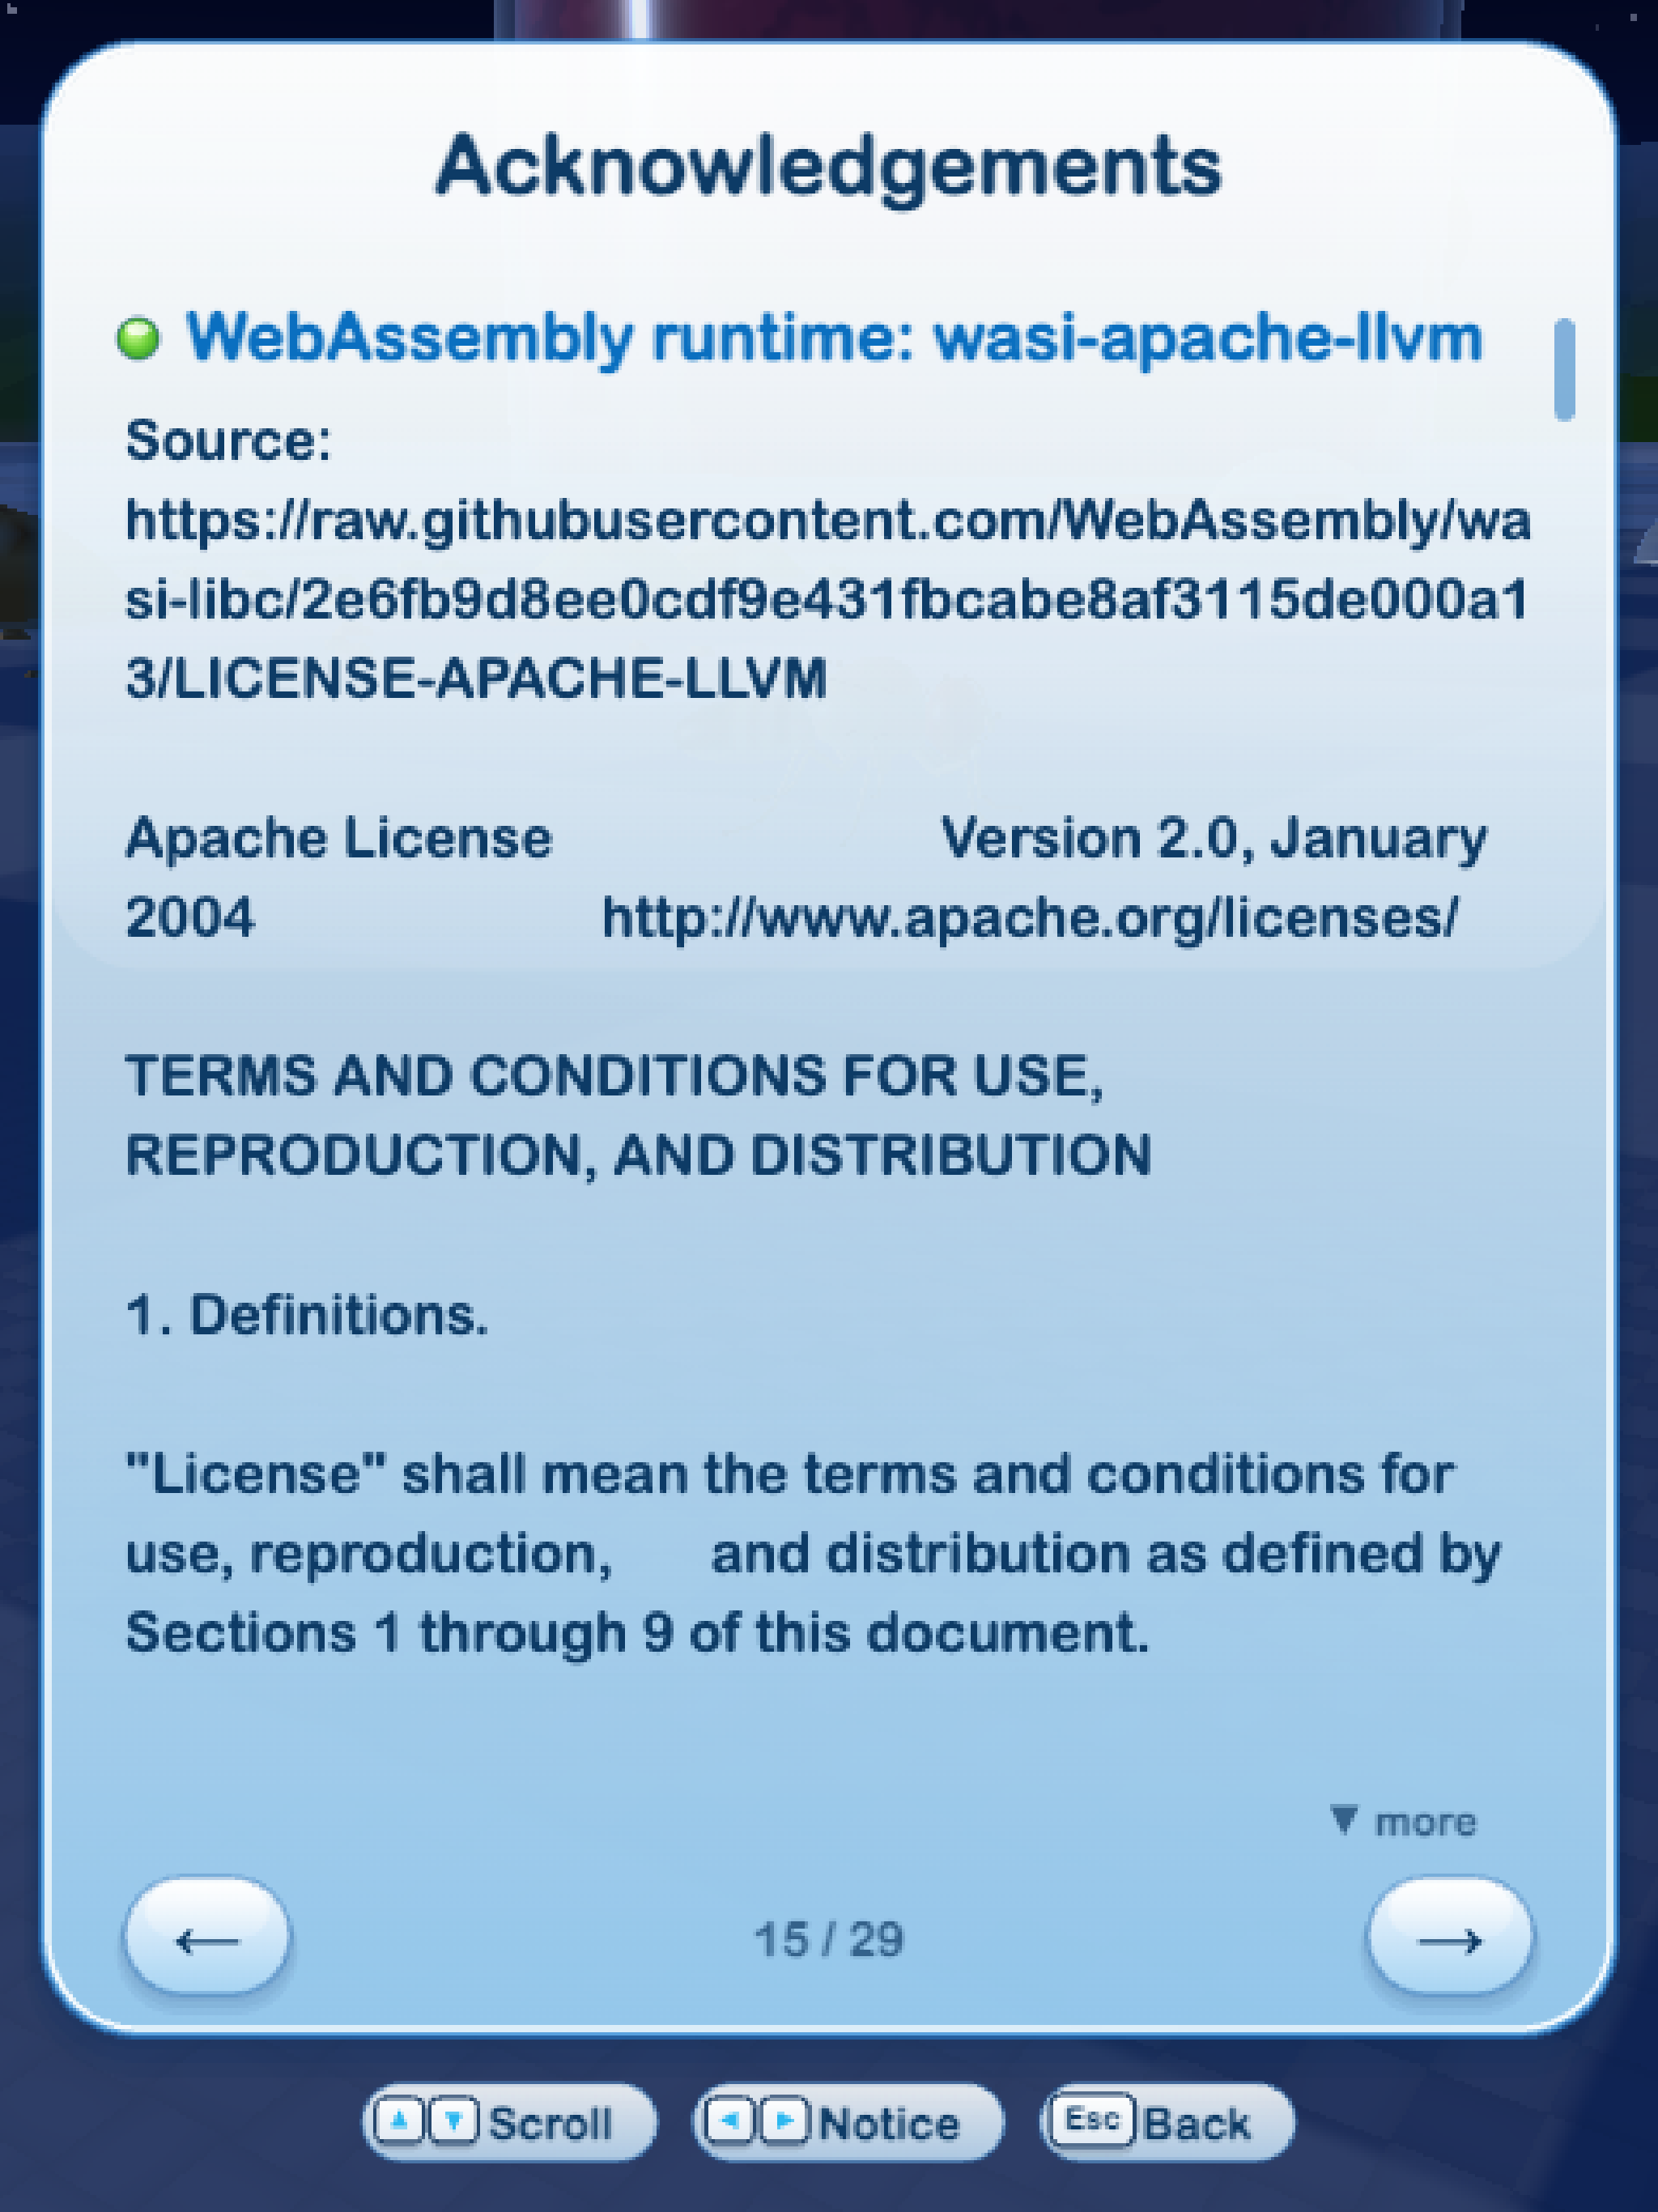 Acknowledgements
WebAssembly runtime: wasi-apache-llvm
Source:
https://raw.githubusercontent.com/WebAssembly/wa
si-libc/2e6fb9d8ee0cdf9e431fbcabe8af3115de000a1
3/LICENSE-APACHE-LLVM
Apache License Version 2.0, January
2004 http://www.apache.org/licenses/
TERMS AND CONDITIONS FOR USE,
REPRODUCTION, AND DISTRIBUTION
1. Definitions.
"License" shall mean the terms and conditions for
use, reproduction, and distribution as defined by
Sections 1 through 9 of this document.
▼ more
← 15 / 29 →
▲ ▼ Scroll ◄ ► Notice Esc Back